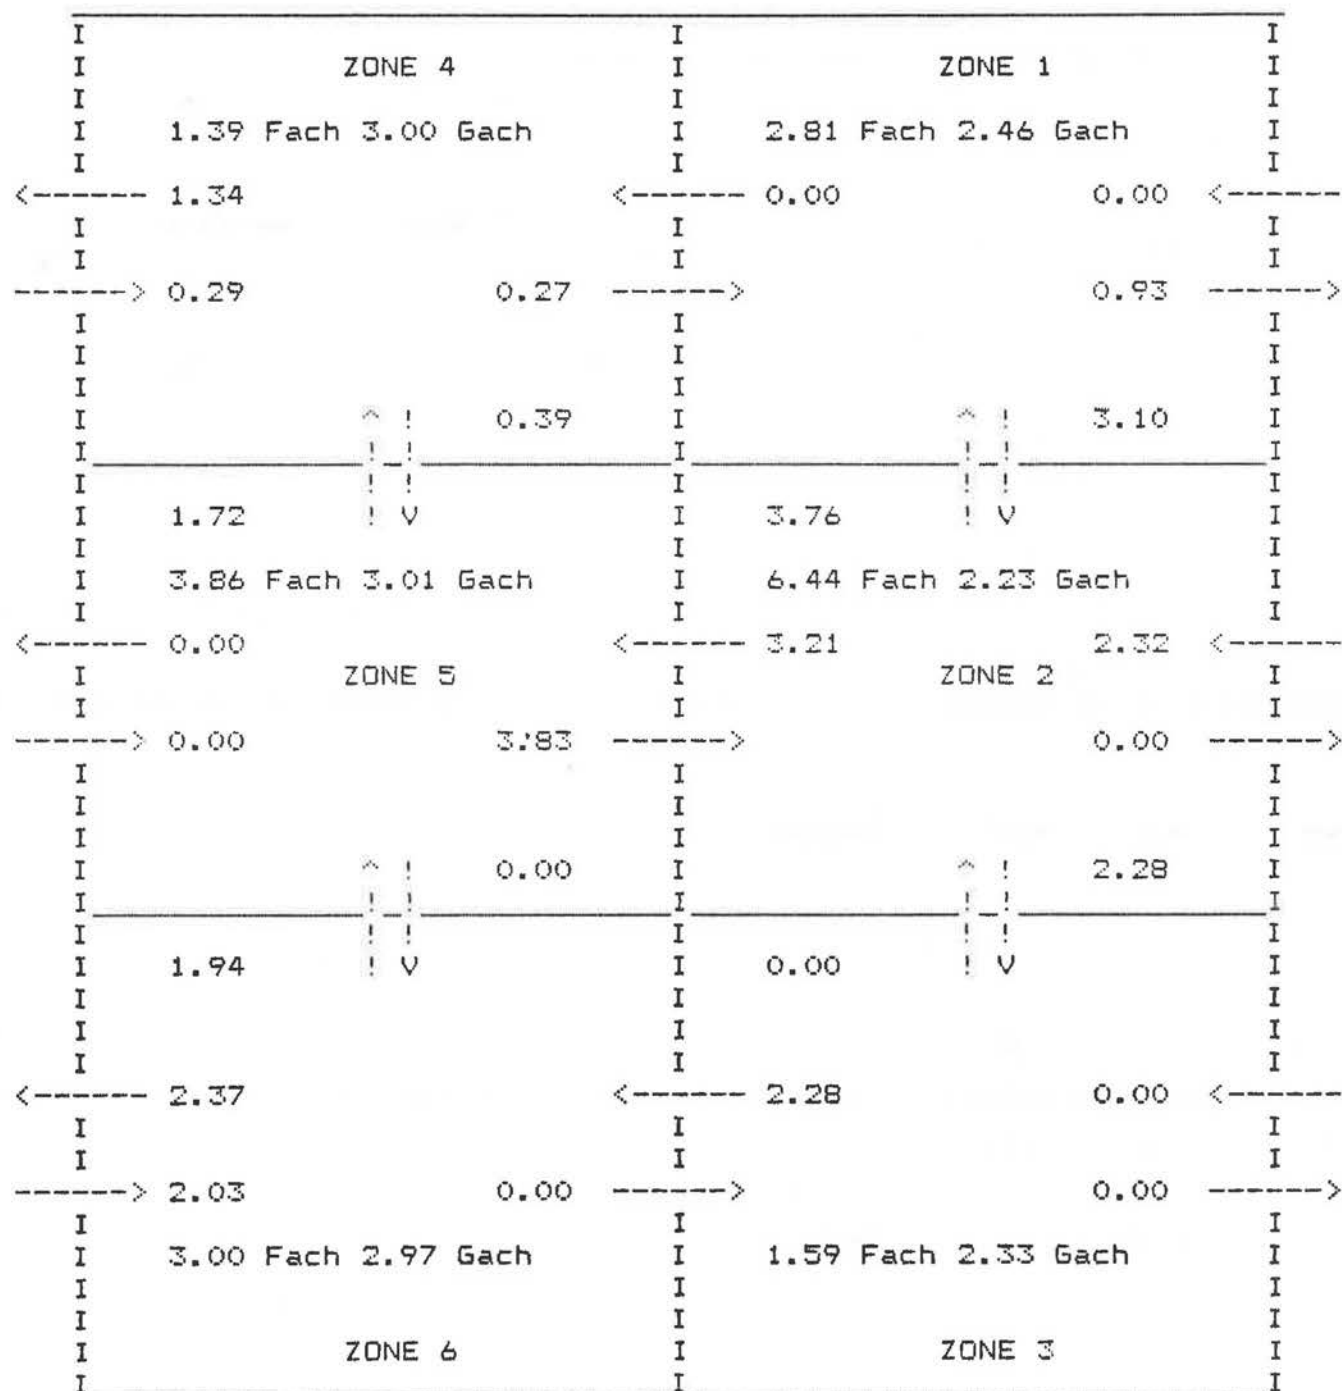 ZONE 4 ZONE 1
1.39 Fach 3.00 Gach 2.81 Fach 2.46 Gach
<------ 1.34 <------ 0.00 0.00 <------
------> 0.29 0.27 ------> 0.93 ------>
^ ! 0.39 ^ ! 3.10
1.72 ! V 3.76 ! V
3.86 Fach 3.01 Gach 6.44 Fach 2.23 Gach
<------ 0.00 <------ 3.21 2.32 <------
ZONE 5 ZONE 2
------> 0.00 3.83 ------> 0.00 ------>
^ ! 0.00 ^ ! 2.28
1.94 ! V 0.00 ! V
<------ 2.37 <------ 2.28 0.00 <------
------> 2.03 0.00 ------> 0.00 ------>
3.00 Fach 2.97 Gach 1.59 Fach 2.33 Gach
ZONE 6 ZONE 3